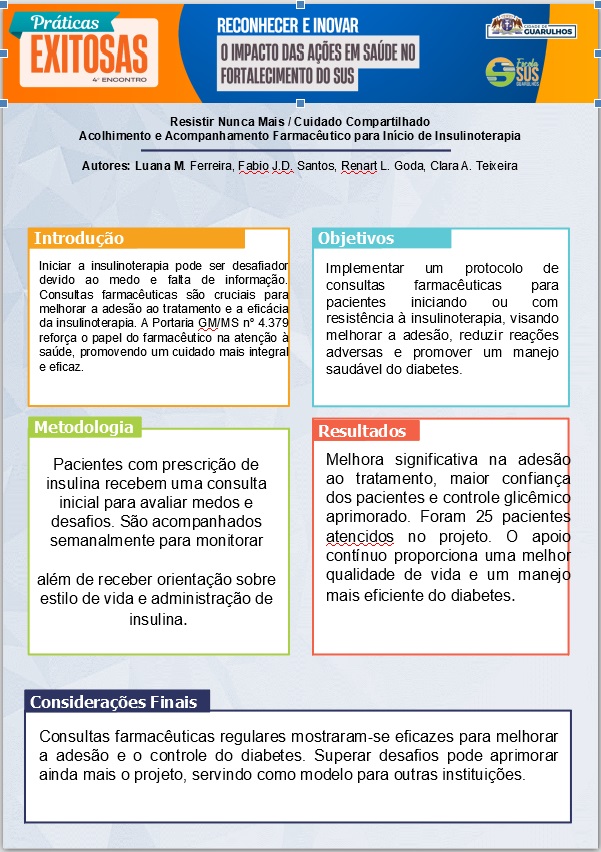 Práticas
EXITOSAS
4º ENCONTRO
RECONHECER E INOVAR
O IMPACTO DAS AÇÕES EM SAÚDE NO
FORTALECIMENTO DO SUS
CIDADE DE
GUARULHOS
Escola
SUS
GUARULHOS
Resistir Nunca Mais / Cuidado Compartilhado
Acolhimento e Acompanhamento Farmacêutico para Início de Insulinoterapia
Autores: Luana M. Ferreira, Fabio J.D. Santos, Renart L. Goda, Clara A. Teixeira
Introdução
Iniciar a insulinoterapia pode ser desafiador
devido ao medo e falta de informação.
Consultas farmacêuticas são cruciais para
melhorar a adesão ao tratamento e a eficácia
da insulinoterapia. A Portaria GM/MS nº 4.379
reforça o papel do farmacêutico na atenção à
saúde, promovendo um cuidado mais integral
e eficaz.
Objetivos
Implementar um protocolo de
consultas farmacêuticas para
pacientes iniciando ou com
resistência à insulinoterapia, visando
melhorar a adesão, reduzir reações
adversas e promover um manejo
saudável do diabetes.
Metodologia
Pacientes com prescrição de
insulina recebem uma consulta
inicial para avaliar medos e
desafios. São acompanhados
semanalmente para monitorar
além de receber orientação sobre
estilo de vida e administração de
insulina.
Resultados
Melhora significativa na adesão
ao tratamento, maior confiança
dos pacientes e controle glicêmico
aprimorado. Foram 25 pacientes
atencidos no projeto. O apoio
contínuo proporciona uma melhor
qualidade de vida e um manejo
mais eficiente do diabetes.
Considerações Finais
Consultas farmacêuticas regulares mostraram-se eficazes para melhorar
a adesão e o controle do diabetes. Superar desafios pode aprimorar
ainda mais o projeto, servindo como modelo para outras instituições.